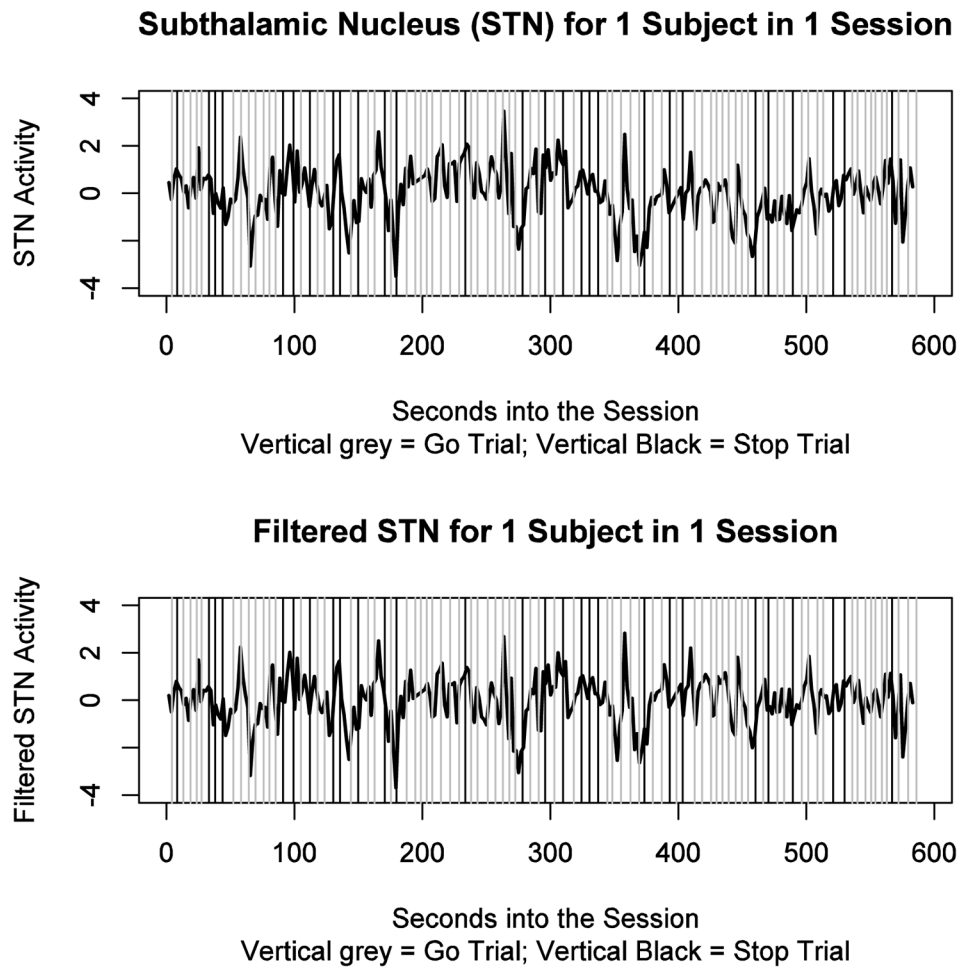 Subthalamic Nucleus (STN) for 1 Subject in 1 Session
STN Activity
4
2
0
-4
0 100 200 300 400 500 600
Seconds into the Session
Vertical grey = Go Trial; Vertical Black = Stop Trial
Filtered STN for 1 Subject in 1 Session
Filtered STN Activity
4
2
0
-4
0 100 200 300 400 500 600
Seconds into the Session
Vertical grey = Go Trial; Vertical Black = Stop Trial